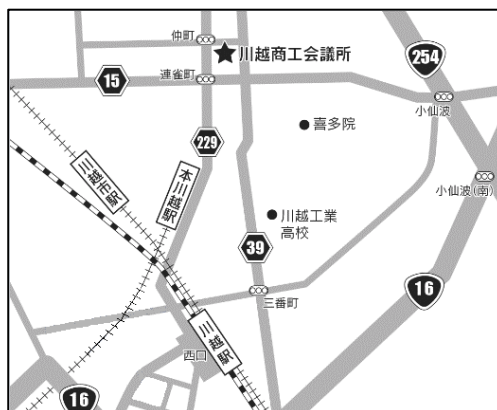 仲町
川越商工会議所
254
15
連雀町
小仙波
喜多院
229
川越市駅
本川越駅
小仙波(南)
川越工業
高校
39
16
三番町
川越駅
西口
16